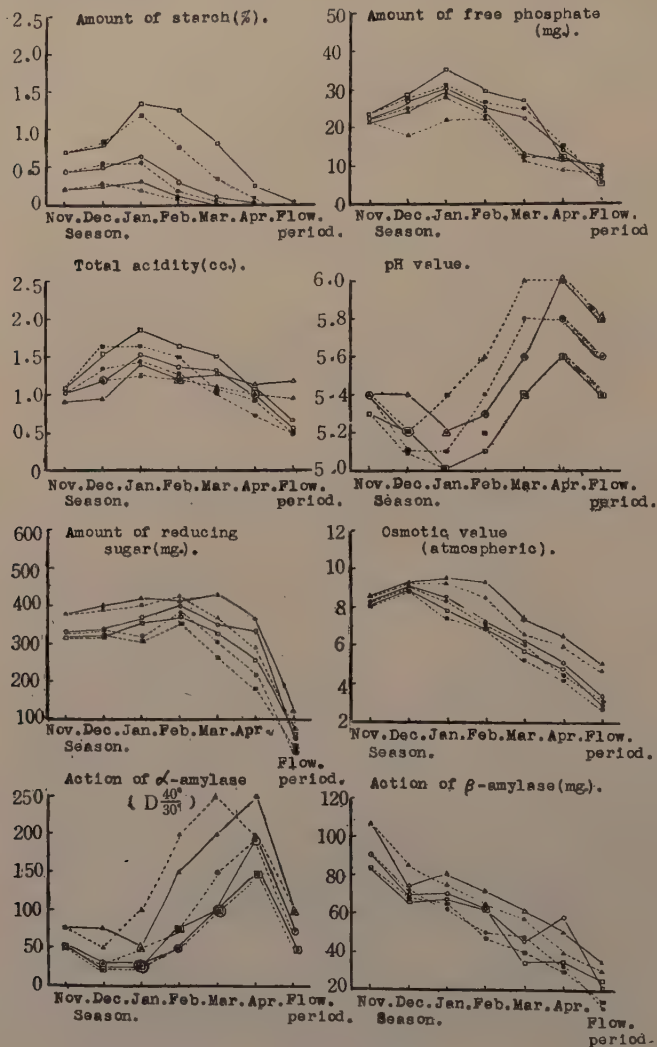 Amount of starch(%).
2.5
2.0
1.5
1.0
0.5
0
Nov.Dec.Jan.Feb.Mar.Apr.Flow.
Season. period.
Amount of free phosphate
(mg.).
50
40
30
20
10
0
Nov.Dec.Jan.Feb.Mar.Apr.Flow.
Season. period
Total acidity(cc.).
2.5
2.0
1.5
1.0
0.5
0
Nov.Dec.Jan.Feb.Mar.Apr.Flow.
Season. period.
pH value.
6.0
5.8
5.6
5.4
5.2
5.0
Nov.Dec.Jan.Feb.Mar.Apr.Flow.
Season. period.
Amount of reducing
sugar(mg.).
600
500
400
300
200
100
Nov.Dec.Jan.Feb.Mar.Apr.
Season. Flow.
period.
Osmotic value
(atmospheric).
12
10
8
6
4
2
Nov.Dec.Jan.Feb.Mar.Apr.Flow.
Season. period.
Action of α-amylase
( D 40°
30' )
250
200
150
100
50
0
Nov.Dec.Jan.Feb.Mar.Apr.Flow.
Season. period.
Action of β-amylase(mg.).
120
100
80
60
40
20
Nov.Dec.Jan.Feb.Mar.Apr.
Season. Flow.
period.